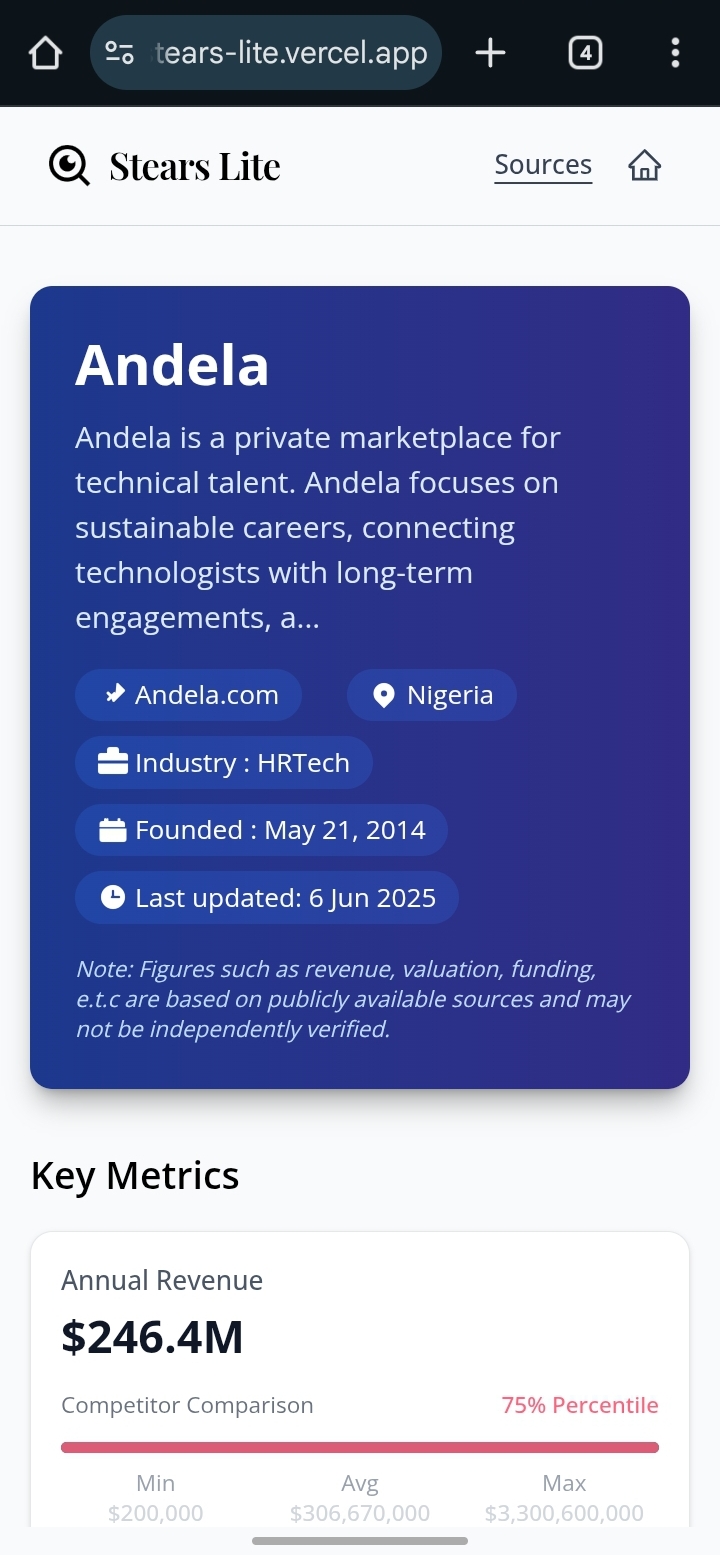 tears-lite.vercel.app
4
Stears Lite
Sources
Andela
Andela is a private marketplace for
technical talent. Andela focuses on
sustainable careers, connecting
technologists with long-term
engagements, a...
Andela.com
Nigeria
Industry : HRTech
Founded : May 21, 2014
Last updated: 6 Jun 2025
Note: Figures such as revenue, valuation, funding,
e.t.c are based on publicly available sources and may
not be independently verified.
Key Metrics
Annual Revenue
$246.4M
Competitor Comparison 75% Percentile
Min Avg Max
$200,000 $306,670,000 $3,300,600,000